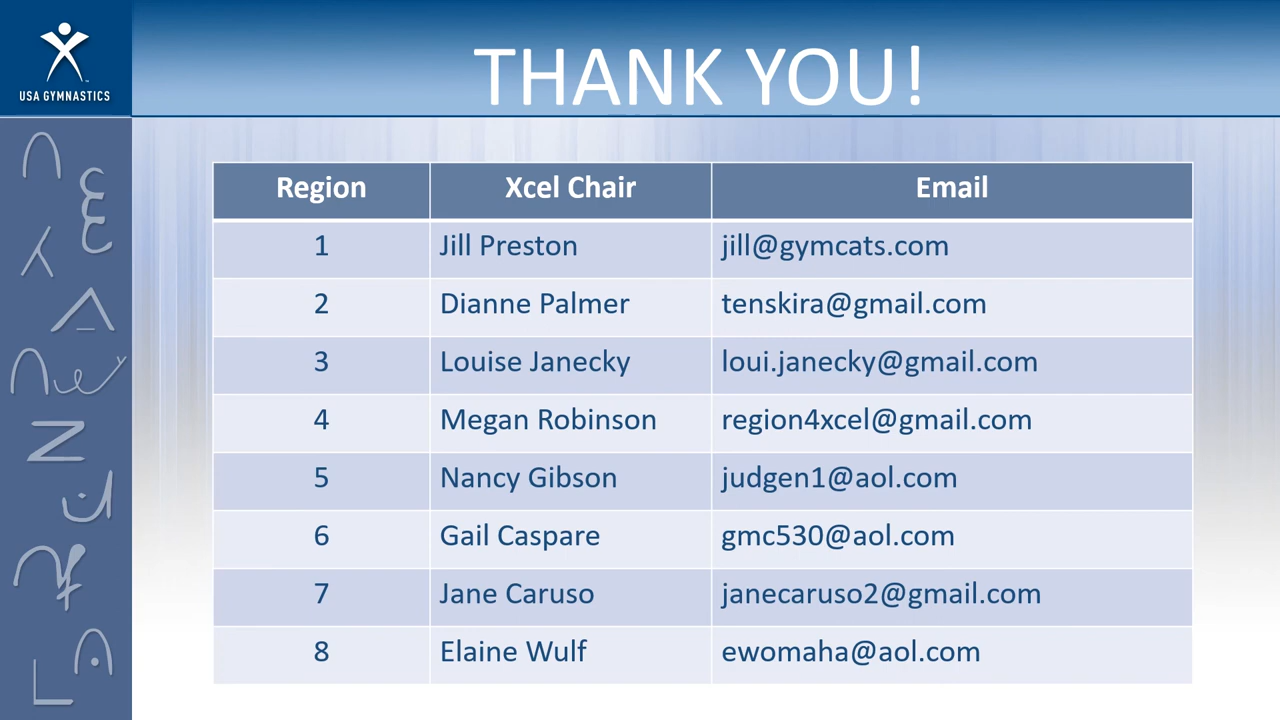 USA GYMNASTICS
THANK YOU!
Region Xcel Chair Email
1 Jill Preston jill@gymcats.com
2 Dianne Palmer tenskira@gmail.com
3 Louise Janecky loui.janecky@gmail.com
4 Megan Robinson region4xcel@gmail.com
5 Nancy Gibson judgen1@aol.com
6 Gail Caspare gmc530@aol.com
7 Jane Caruso janecaruso2@gmail.com
8 Elaine Wulf ewomaha@aol.com